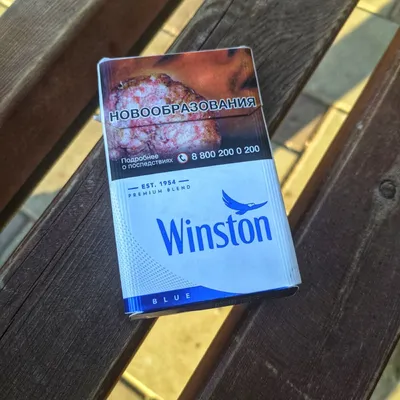 НОВООБРАЗОВАНИЯ
Подробнее
о последствиях
8 800 200 0 200
EST. 1954
PREMIUM BLEND
Winston
BLUE